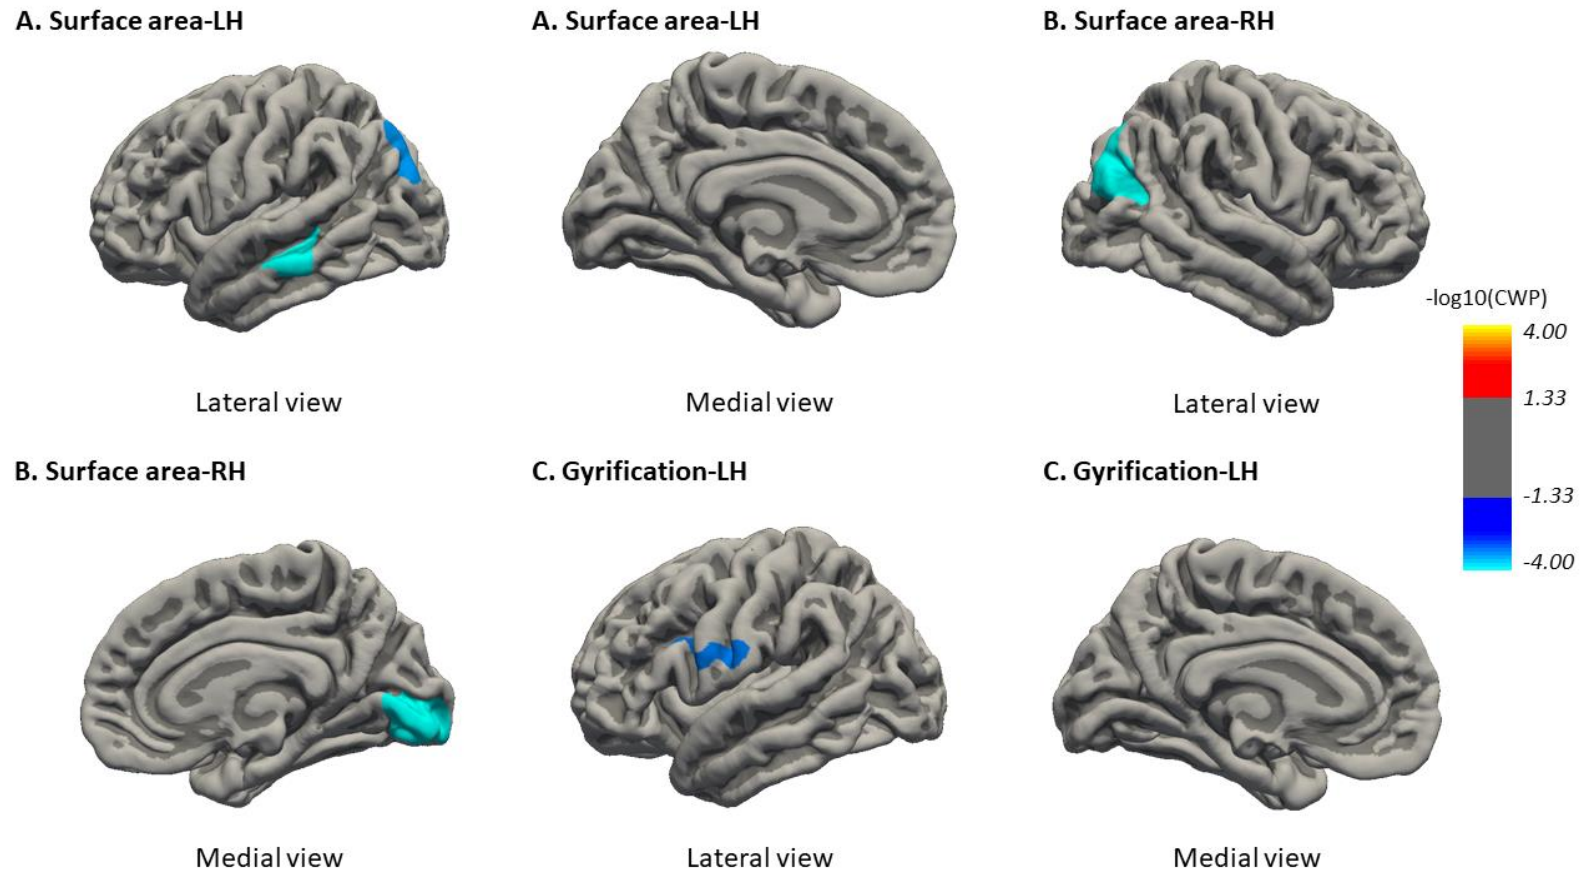 A. Surface area-LH
A. Surface area-LH
B. Surface area-RH
Lateral view
Medial view
Lateral view
-log10(CWP)
4.00
1.33
-1.33
-4.00
B. Surface area-RH
C. Gyrification-LH
C. Gyrification-LH
Medial view
Lateral view
Medial view